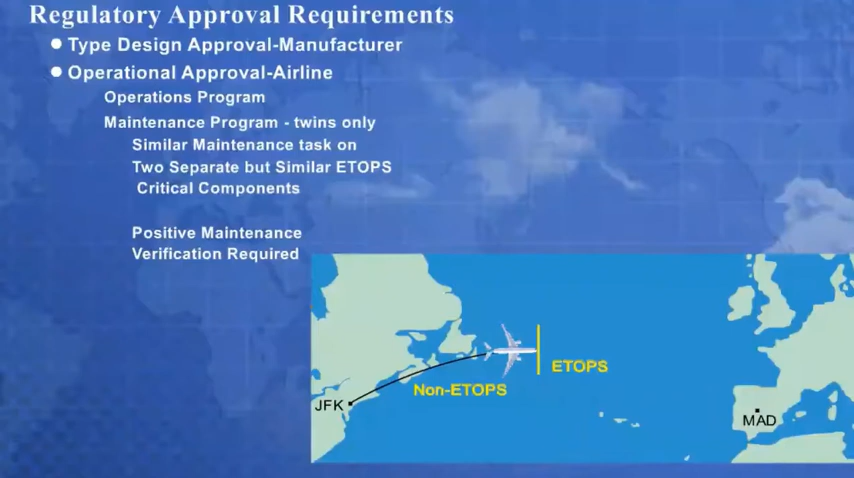 Regulatory Approval Requirements
Type Design Approval-Manufacturer
Operational Approval-Airline
Operations Program
Maintenance Program - twins only
Similar Maintenance task on
Two Separate but Similar ETOPS
Critical Components
Positive Maintenance
Verification Required
ETOPS
Non-ETOPS
JFK
MAD